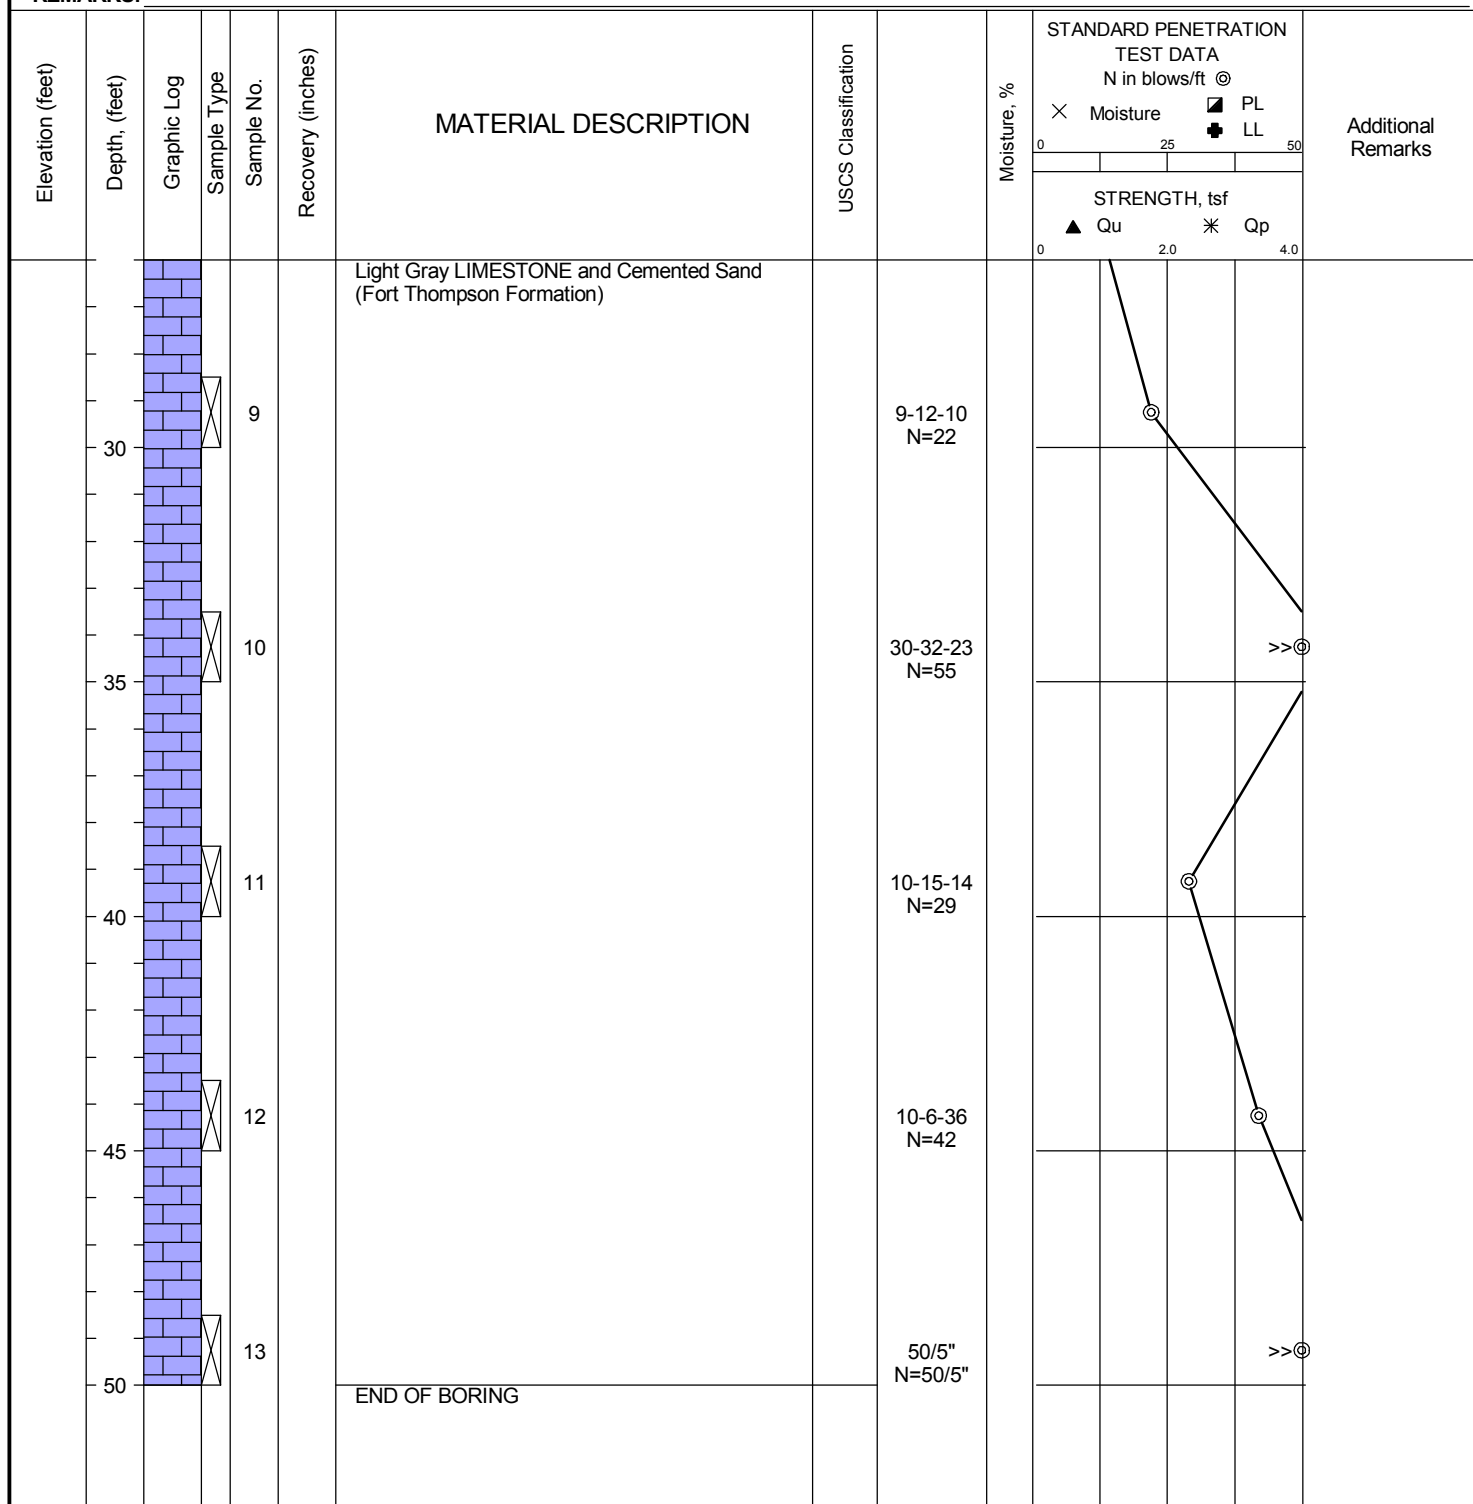 REMARKS:
Elevation (feet)
Depth, (feet)
Graphic Log
Sample Type
Sample No.
Recovery (inches)
MATERIAL DESCRIPTION
USCS Classification
Moisture, %
STANDARD PENETRATION
TEST DATA
N in blows/ft
Moisture
PL
LL
0 25 50
STRENGTH, tsf
Qu Qp
0 2.0 4.0
Additional
Remarks
Light Gray LIMESTONE and Cemented Sand
(Fort Thompson Formation)
9 9-12-10
N=22
30
10 30-32-23 >>
N=55
35
11 10-15-14
N=29
40
12 10-6-36
N=42
45
13 50/5" >>
N=50/5"
50
END OF BORING